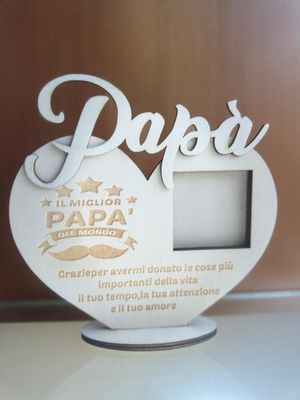 Papà
IL MIGLIOR
PAPA'
DEL MONDO
Grazieper avermi donato le cose più
importanti della vita
il tuo tempo,la tua attenzione
e il tuo amore